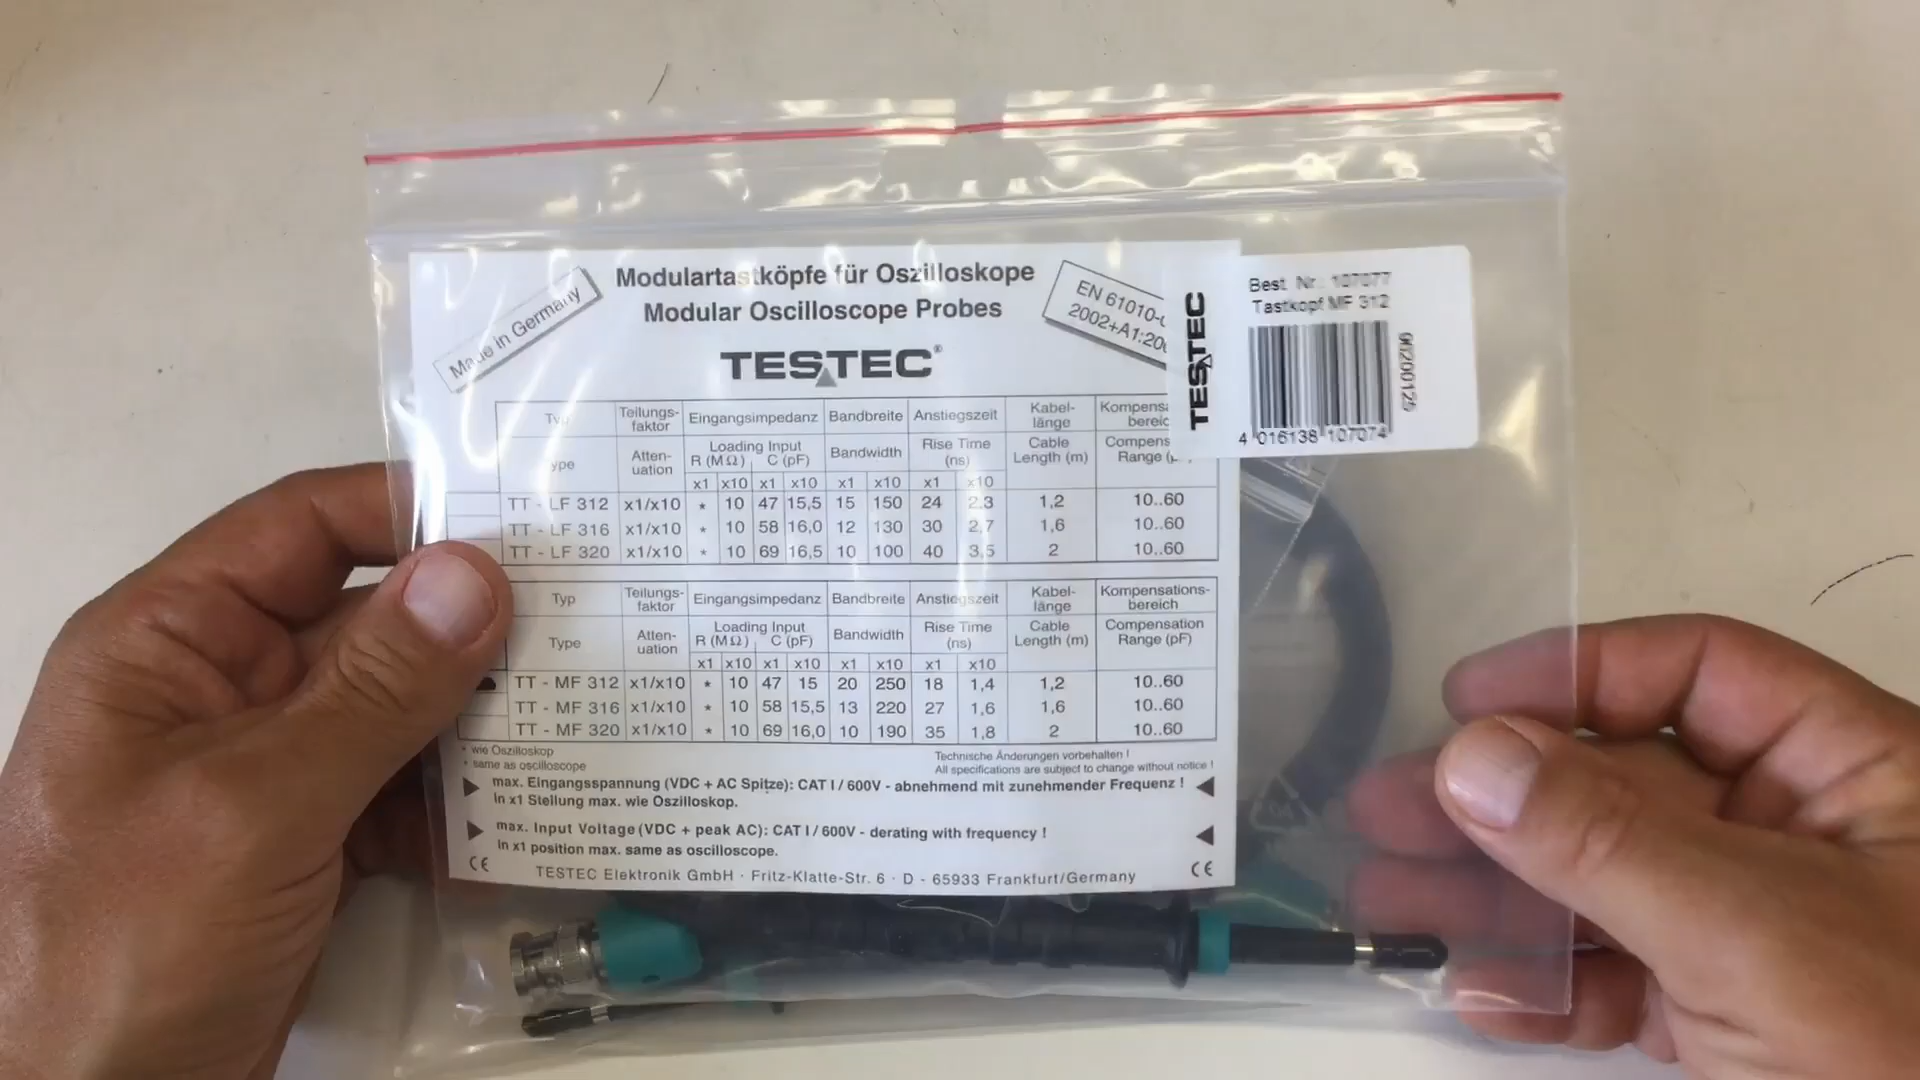 Made in Germany
Modulartastköpfe für Oszilloskope
Modular Oscilloscope Probes
TESTEC®
EN 61010-
2002+A1:20
TESTEC
Best. Nr.: 107077
Tastkopf MF 312
4 016138 107074
Typ Teilungs-faktor Eingangsimpedanz Bandbreite Anstiegszeit Kabel-länge Kompens bereic
ype Atten-uation Loading Input Bandwidth Rise Time (ns) Cable Length (m) Compens Range
R (MΩ) C (pF)
x1 x10 x1 x10 x1 x10 x1 x10
TT - LF 312 x1/x10 * 10 47 15,5 15 150 24 2,3 1,2 10..60
TT - LF 316 x1/x10 * 10 58 16,0 12 130 30 2,7 1,6 10..60
TT - LF 320 x1/x10 * 10 69 16,5 10 100 40 3,5 2 10..60
Typ Teilungs-faktor Eingangsimpedanz Bandbreite Anstiegszeit Kabel-länge Kompensations-bereich
Type Atten-uation Loading Input Bandwidth Rise Time (ns) Cable Length (m) Compensation Range (pF)
R (MΩ) C (pF)
x1 x10 x1 x10 x1 x10 x1 x10
TT - MF 312 x1/x10 * 10 47 15 20 250 18 1,4 1,2 10..60
TT - MF 316 x1/x10 * 10 58 15,5 13 220 27 1,6 1,6 10..60
TT - MF 320 x1/x10 * 10 69 16,0 10 190 35 1,8 2 10..60
* wie Oszilloskop
* same as oscilloscope
Technische Änderungen vorbehalten !
All specifications are subject to change without notice !
max. Eingangsspannung (VDC + AC Spitze): CAT I / 600V - abnehmend mit zunehmender Frequenz !
In x1 Stellung max. wie Oszilloskop.
max. Input Voltage (VDC + peak AC): CAT I / 600V - derating with frequency !
In x1 position max. same as oscilloscope.
CE TESTEC Elektronik GmbH · Fritz-Klatte-Str. 6 · D - 65933 Frankfurt/Germany CE